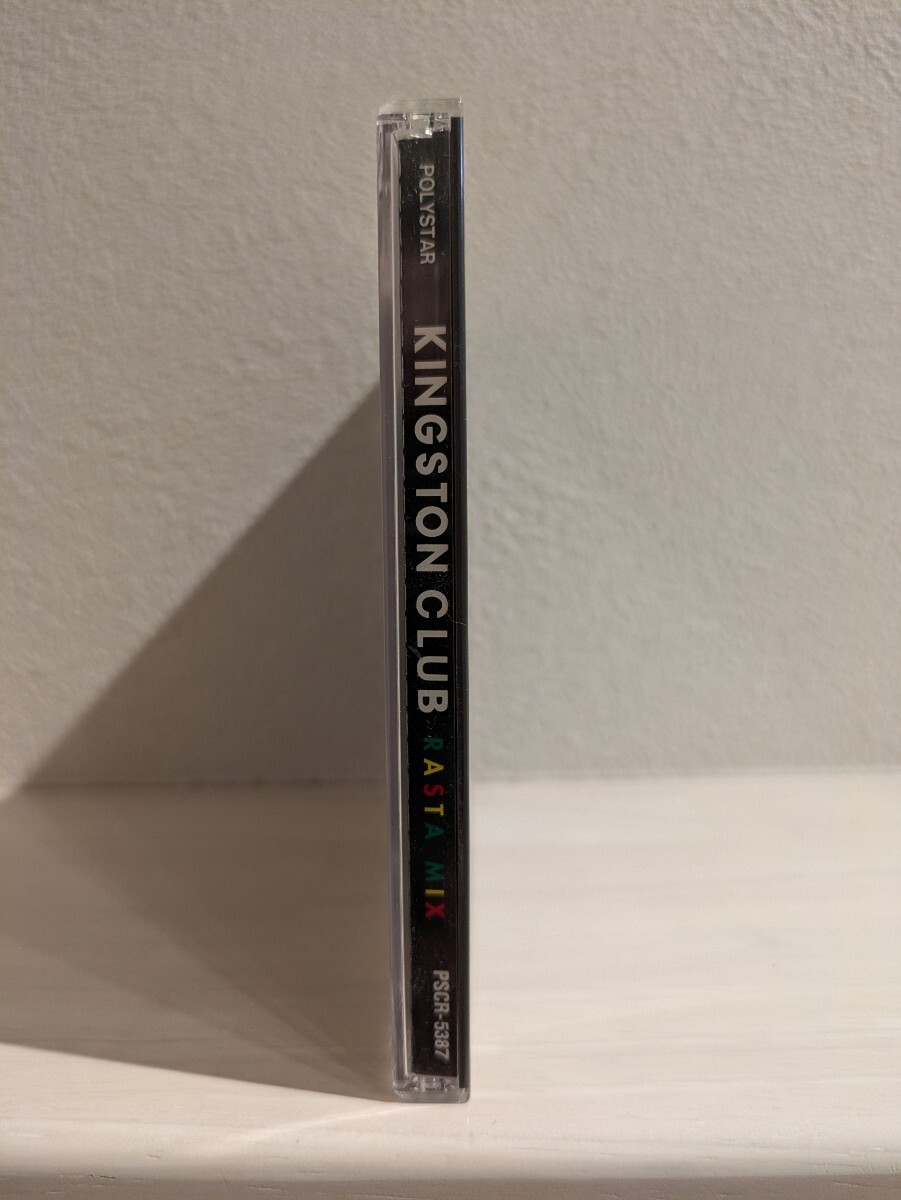 POLYSTAR
KINGSTON CLUB RASTA MIX
PSCR-5387